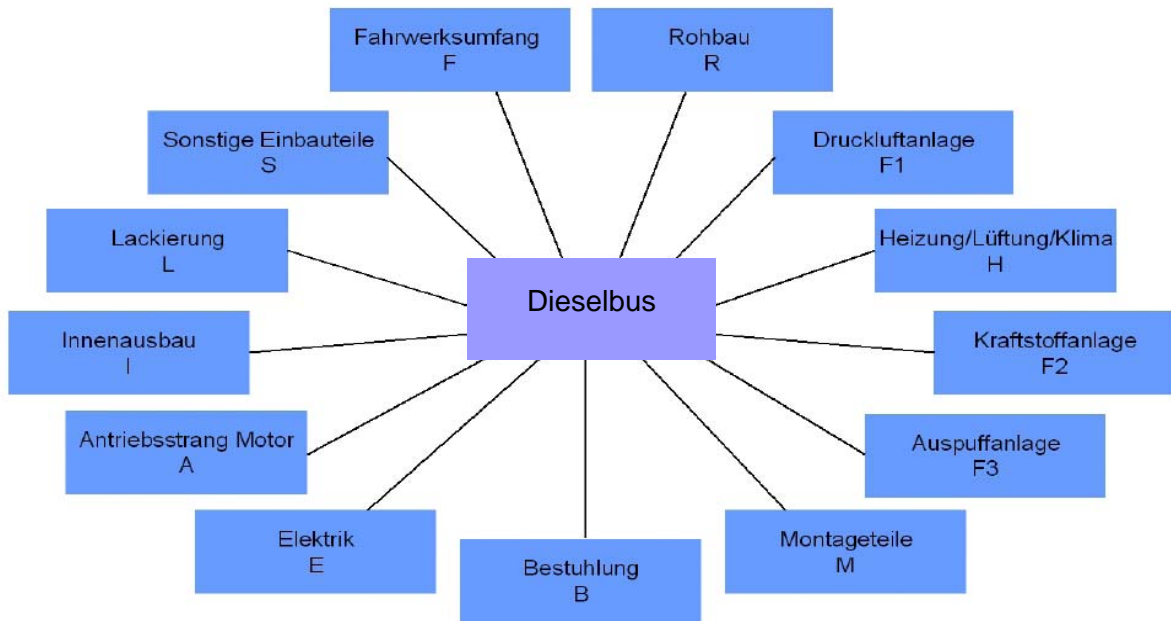 Fahrwerksumfang
F
Rohbau
R
Sonstige Einbauteile
S
Druckluftanlage
F1
Lackierung
L
Heizung/Lüftung/Klima
H
Dieselbus
Innenausbau
I
Kraftstoffanlage
F2
Antriebsstrang Motor
A
Auspuffanlage
F3
Elektrik
E
Bestuhlung
B
Montageteile
M